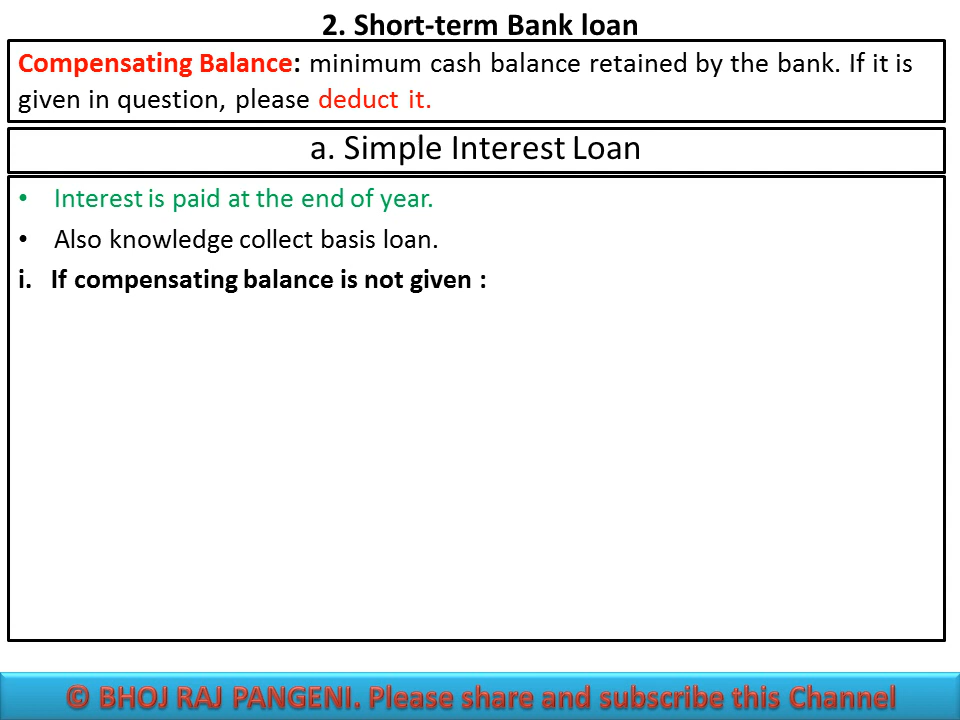 2. Short-term Bank loan
Compensating Balance: minimum cash balance retained by the bank. If it is
given in question, please deduct it.
a. Simple Interest Loan
• Interest is paid at the end of year.
• Also knowledge collect basis loan.
i. If compensating balance is not given :
© BHOJ RAJ PANGENI. Please share and subscribe this Channel